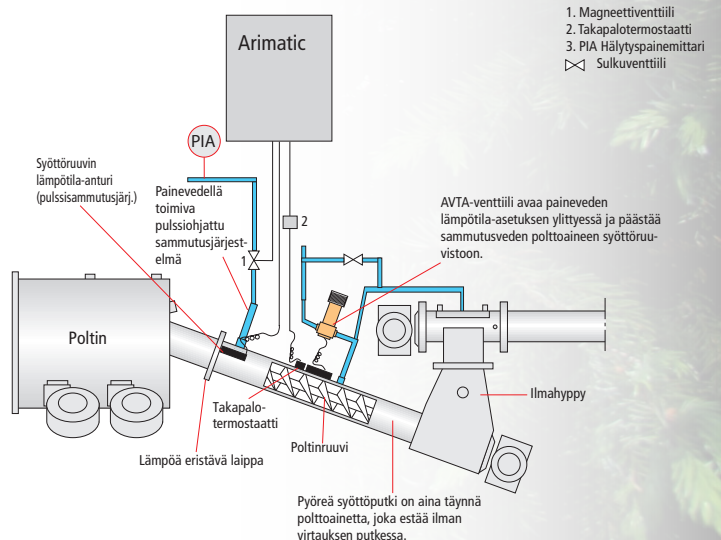 1. Magneettiventtiili
2. Takapalotermostaatti
3. PIA Hälytyspainemittari
Sulkuventtiili
Arimatic
PIA
Syöttöruuvin
lämpötila-anturi
(pulssisammutusjärj.)
Painevedellä
toimiva
pulssiohjattu
sammutusjärjest-
elmä
1
2
AVTA-venttiili avaa paineveden
lämpötila-asetuksen ylittyessä ja päästää
sammutusveden polttoaineen syöttöruu-
vistoon.
Poltin
Takapalo-
termostaatti
Poltinruuvi
Ilmahyppy
Lämpöä eristävä laippa
Pyöreä syöttöputki on aina täynnä
polttoainetta, joka estää ilman
virtauksen putkessa.